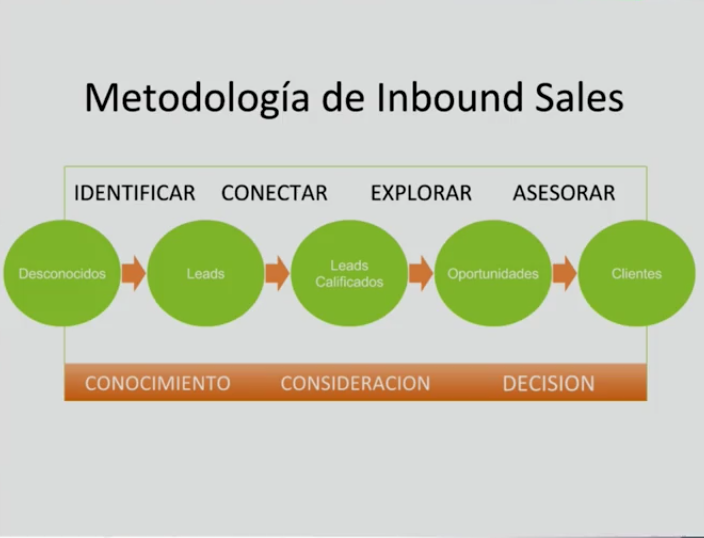 Metodología de Inbound Sales
IDENTIFICAR CONECTAR EXPLORAR ASESORAR
Desconocidos
Leads
Leads
Calificados
Oportunidades
Clientes
CONOCIMIENTO CONSIDERACION DECISION